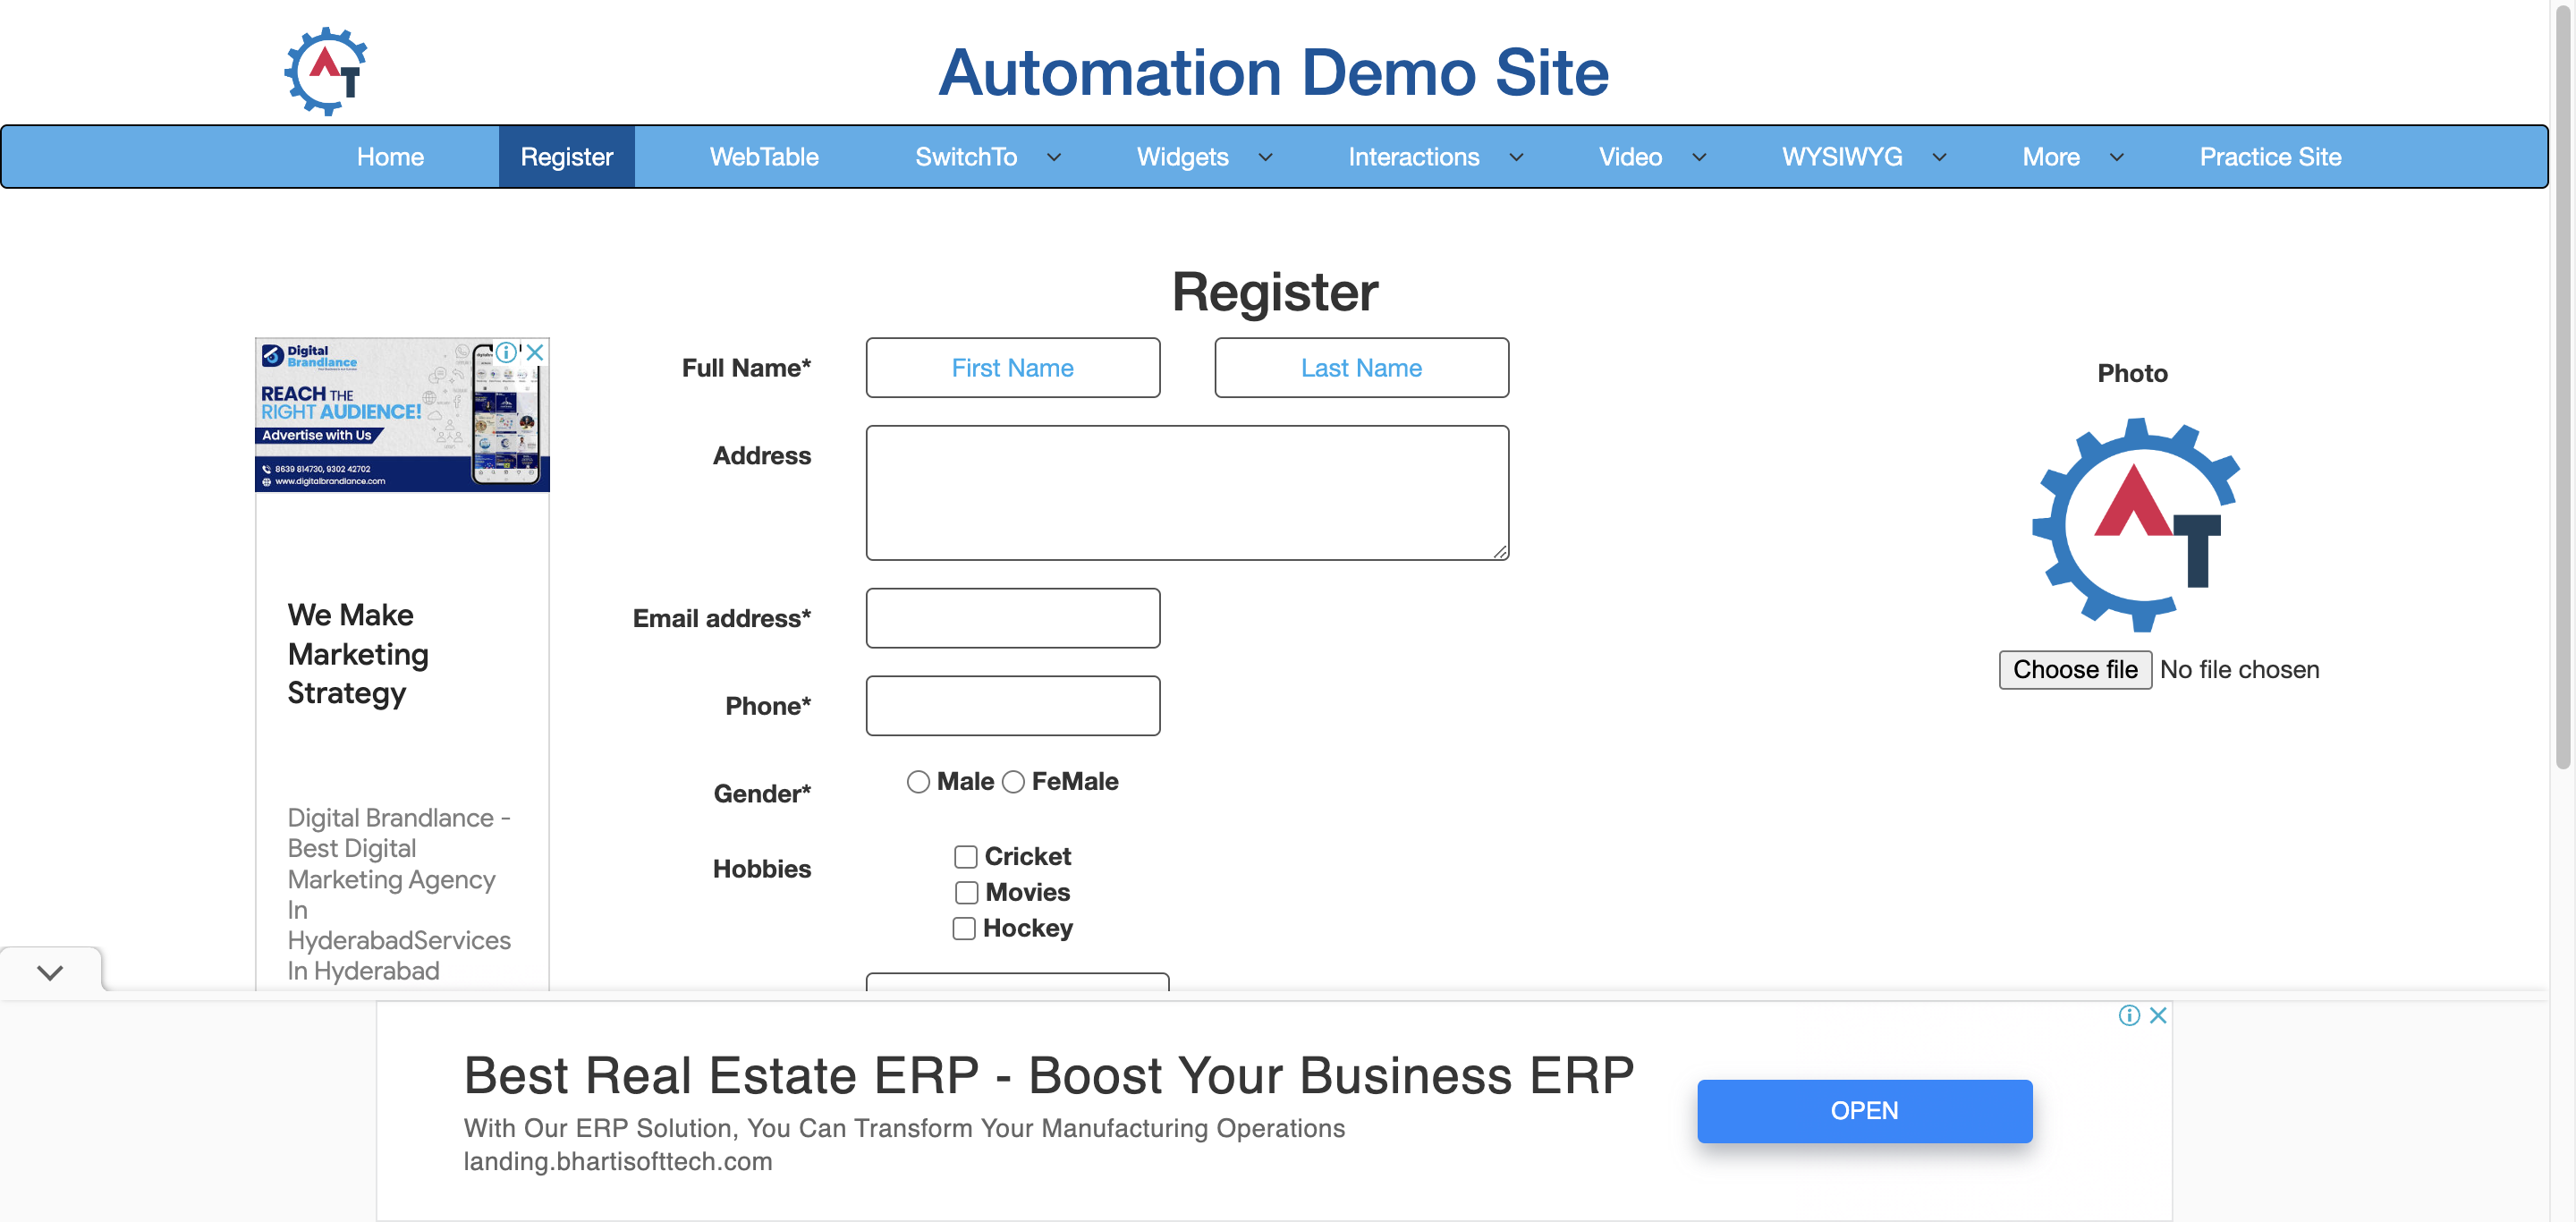 AT
Automation Demo Site
Home Register WebTable SwitchTo Widgets Interactions Video WYSIWYG More Practice Site
Register
Digital
Brandlance
REACH THE
RIGHT AUDIENCE!
Advertise with Us
8639 814730, 9302 42702
www.digitalbrandlance.com
We Make
Marketing
Strategy
Digital Brandlance -
Best Digital
Marketing Agency
In
HyderabadServices
In Hyderabad
Full Name* First Name Last Name
Address
Email address*
Phone*
Gender* Male FeMale
Hobbies Cricket
Movies
Hockey
Photo
AT
Choose file No file chosen
Best Real Estate ERP - Boost Your Business ERP
With Our ERP Solution, You Can Transform Your Manufacturing Operations
landing.bhartisofttech.com
OPEN